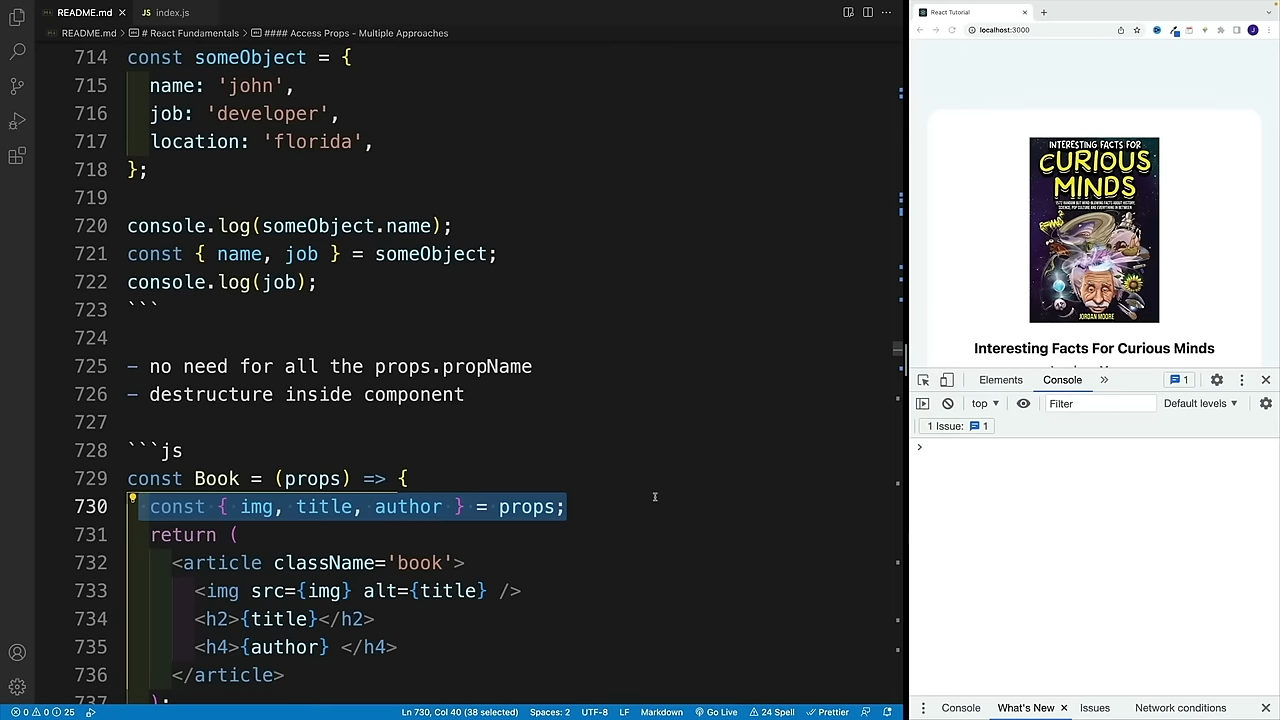 README.md
index.js
README.md > # React Fundamentals > #### Access Props - Multiple Approaches
714 const someObject = {
715 name: 'john',
716 job: 'developer',
717 location: 'florida',
718 };
719
720 console.log(someObject.name);
721 const { name, job } = someObject;
722 console.log(job);
723 ```
724
725 - no need for all the props.propName
726 - destructure inside component
727
728 ```js
729 const Book = (props) => {
730 const { img, title, author } = props;
731 return (
732 <article className='book'>
733 <img src={img} alt={title} />
734 <h2>{title}</h2>
735 <h4>{author} </h4>
736 </article>
737 );
0 0 25
Ln 730, Col 40 (38 selected) Spaces: 2 UTF-8 LF Markdown Go Live 24 Spell Prettier
React Tutorial
localhost:3000
J
INTERESTING FACTS FOR
CURIOUS
MINDS
JORDAN MOORE
Interesting Facts For Curious Minds
Elements Console 1
top Filter Default levels
1 Issue: 1
>
Console What's New Issues Network conditions